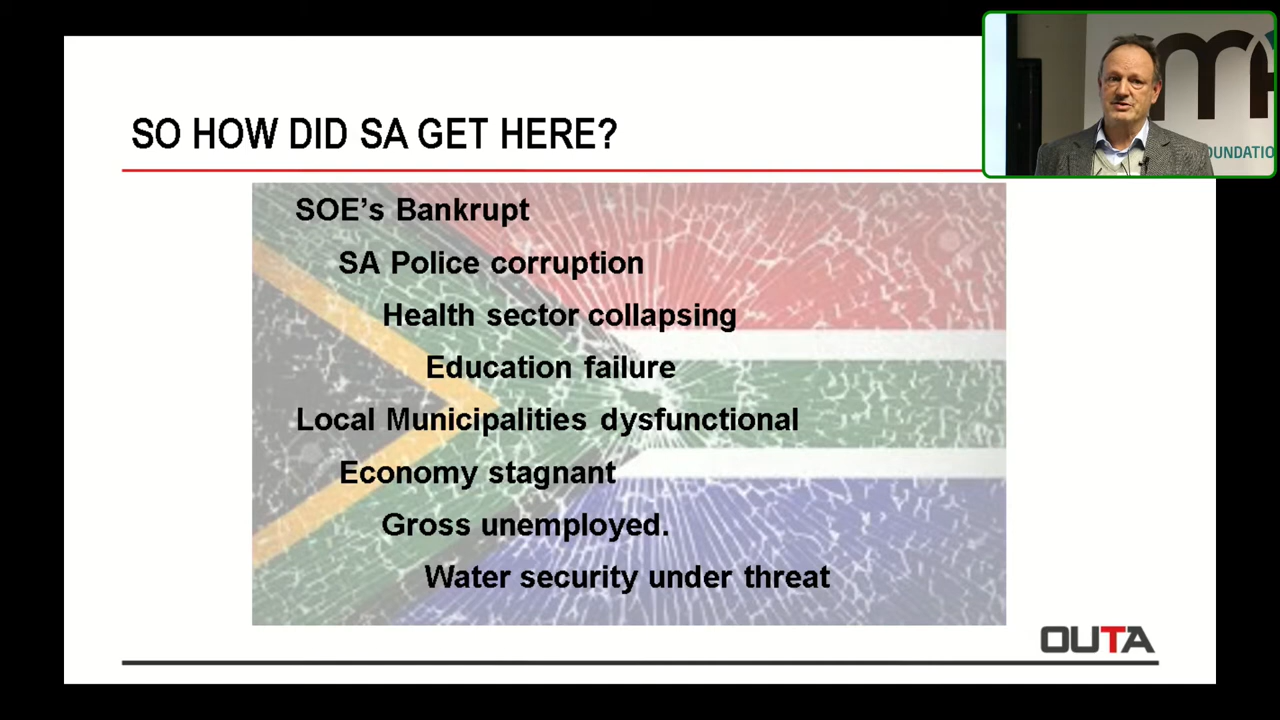 SO HOW DID SA GET HERE?
SOE’s Bankrupt
SA Police corruption
Health sector collapsing
Education failure
Local Municipalities dysfunctional
Economy stagnant
Gross unemployed.
Water security under threat
OUTA